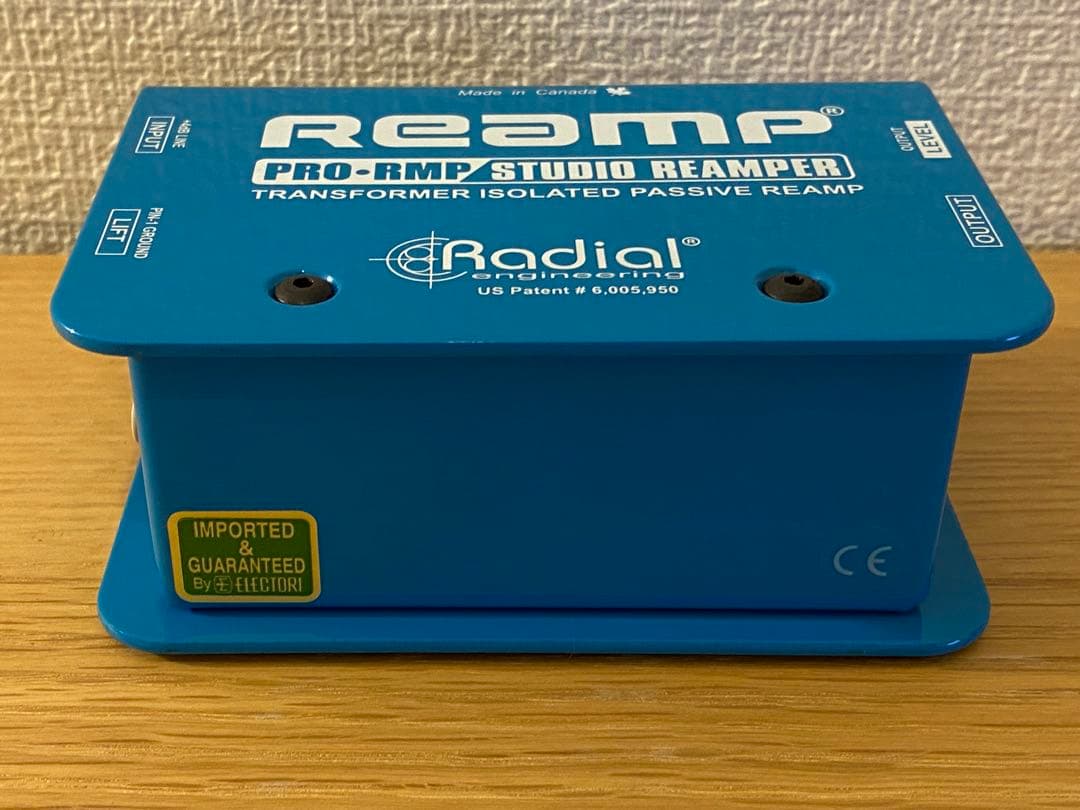 Made in Canada
Reamp®
PRO•RMP STUDIO REAMPER
TRANSFORMER ISOLATED PASSIVE REAMP
+4dB LINE
INPUT
PIN-1 GROUND
LIFT
OUTPUT
LEVEL
OUTPUT
Radial®
engineering
US Patent # 6,005,950
IMPORTED
&
GUARANTEED
By E ELECTORI
CE